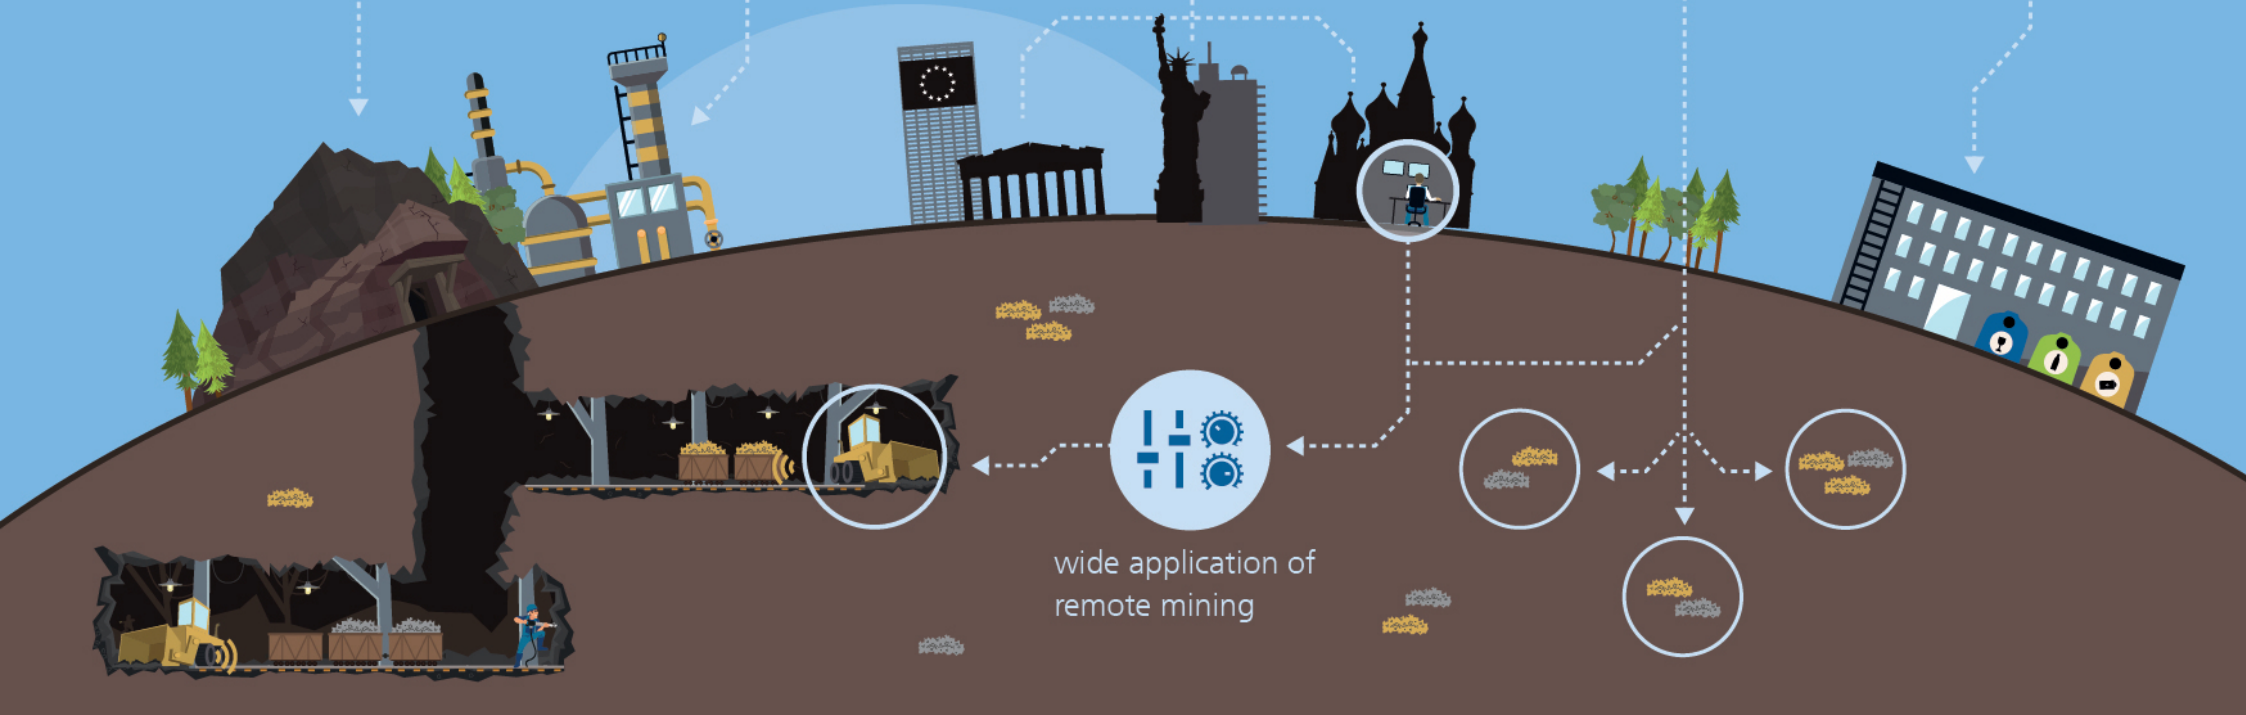 wide application of
remote mining